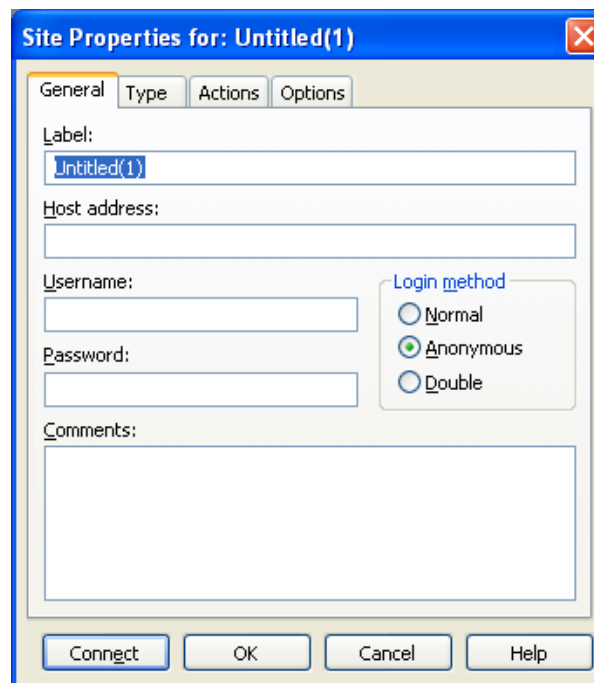 Site Properties for: Untitled(1)
General Type Actions Options
Label:
Untitled(1)
Host address:
Username:
Login method
Normal
Password:
Anonymous
Double
Comments:
Connect OK Cancel Help